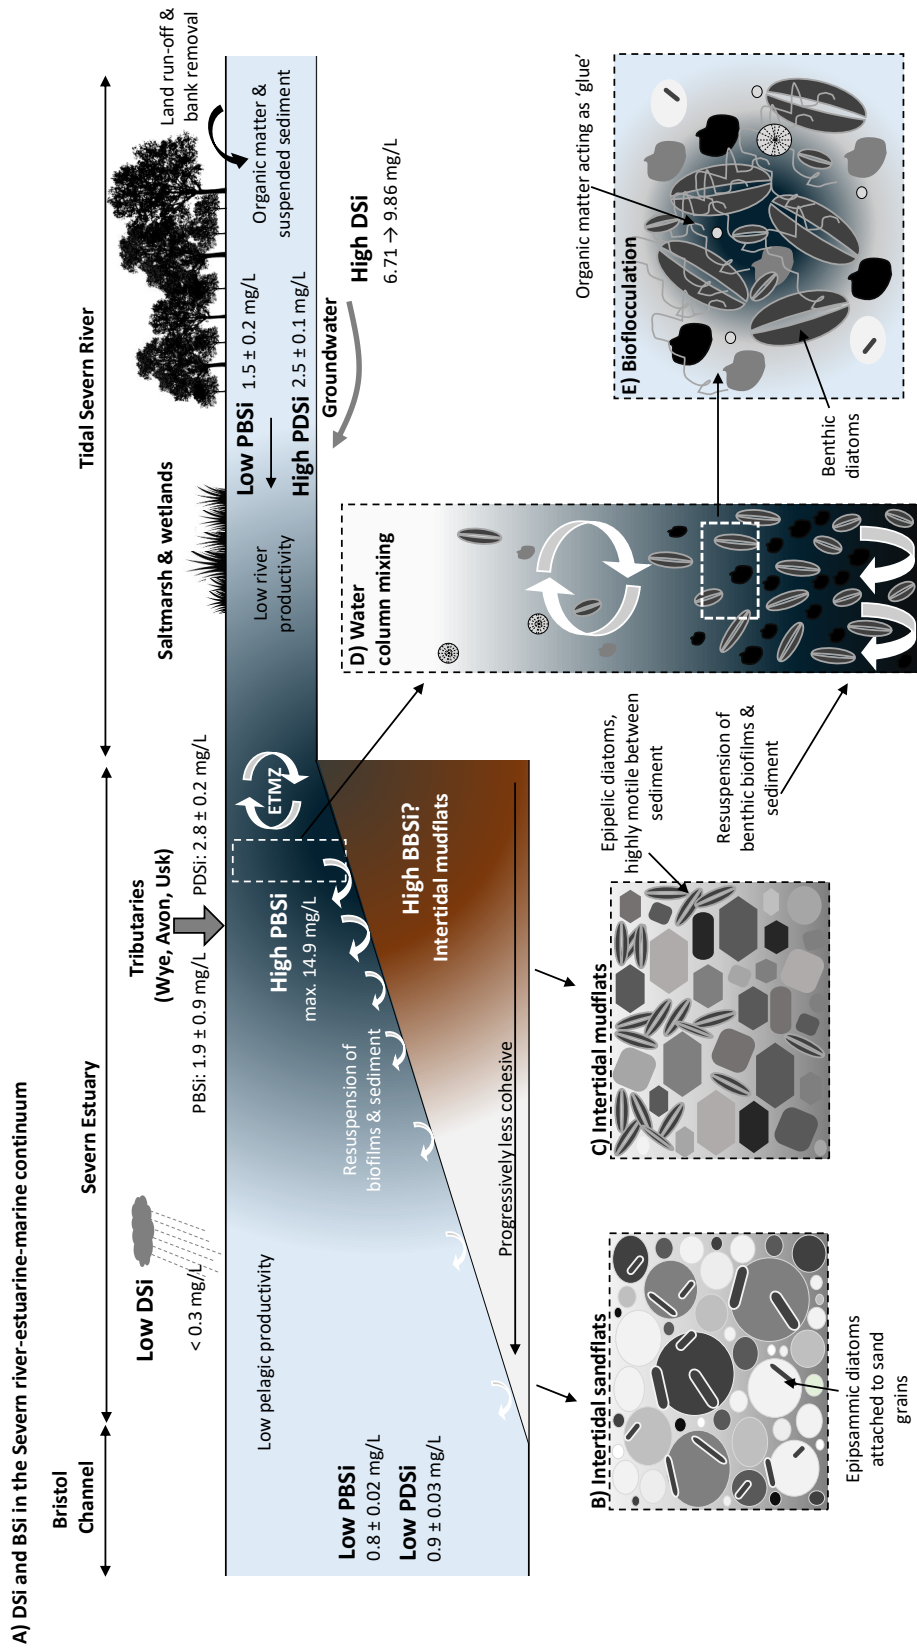 A) DSi and BSi in the Severn river-estuarine-marine continuum
Bristol
Channel
Severn Estuary
Tidal Severn River
Low DSi
< 0.3 mg/L
Tributaries
(Wye, Avon, Usk)
PBSi: 1.9 ± 0.9 mg/L
PDSi: 2.8 ± 0.2 mg/L
Saltmarsh & wetlands
Land run-off &
bank removal
Low pelagic productivity
Low PBSi
0.8 ± 0.02 mg/L
Low PDSi
0.9 ± 0.03 mg/L
Resuspension of
biofilms & sediment
High PBSi
max. 14.9 mg/L
ETMZ
Low river
productivity
Low PBSi 1.5 ± 0.2 mg/L
High PDSi 2.5 ± 0.1 mg/L
Organic matter &
suspended sediment
Groundwater
High DSi
6.71 → 9.86 mg/L
High BBSi?
Intertidal mudflats
Progressively less cohesive
B) Intertidal sandflats
Epipsammic diatoms
attached to sand
grains
C) Intertidal mudflats
Epipelic diatoms,
highly motile between
sediment
Resuspension of
benthic biofilms &
sediment
D) Water
column mixing
E) Bioflocculation
Organic matter acting as ‘glue’
Benthic
diatoms